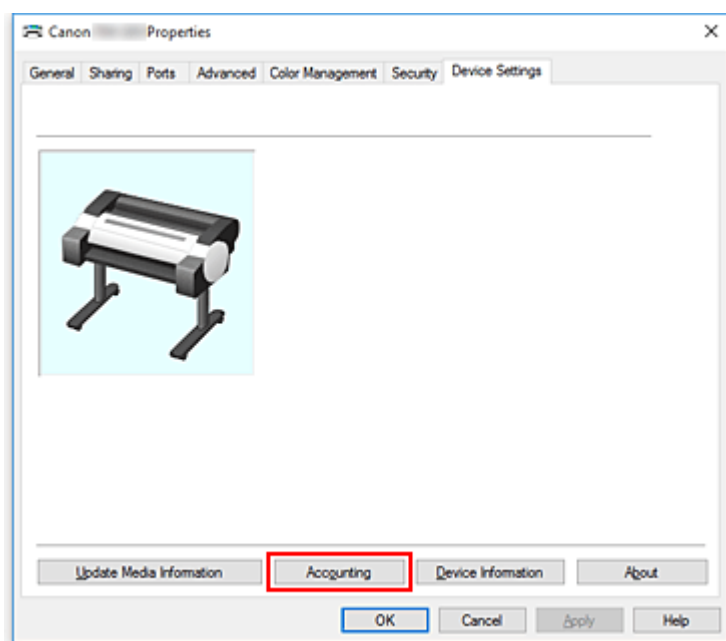 Canon Properties
General Sharing Ports Advanced Color Management Security Device Settings
Update Media Information Accounting Device Information About
OK Cancel Apply Help